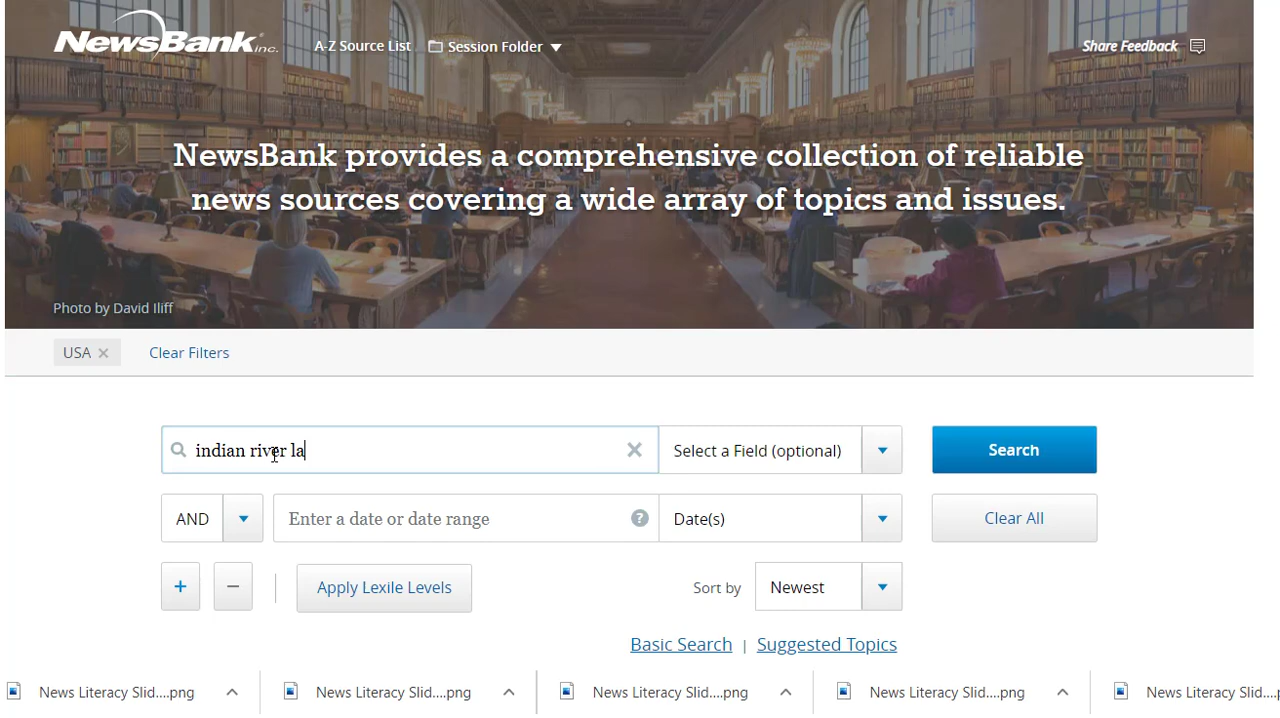 NewsBank inc.
A-Z Source List
Session Folder
Share Feedback
NewsBank provides a comprehensive collection of reliable
news sources covering a wide array of topics and issues.
Photo by David Iliff
USA
Clear Filters
indian river la
Select a Field (optional)
Search
AND
Enter a date or date range
?
Date(s)
Clear All
+
−
Apply Lexile Levels
Sort by
Newest
Basic Search | Suggested Topics
News Literacy Slid....png
News Literacy Slid....png
News Literacy Slid....png
News Literacy Slid....png
News Literacy Slid....p